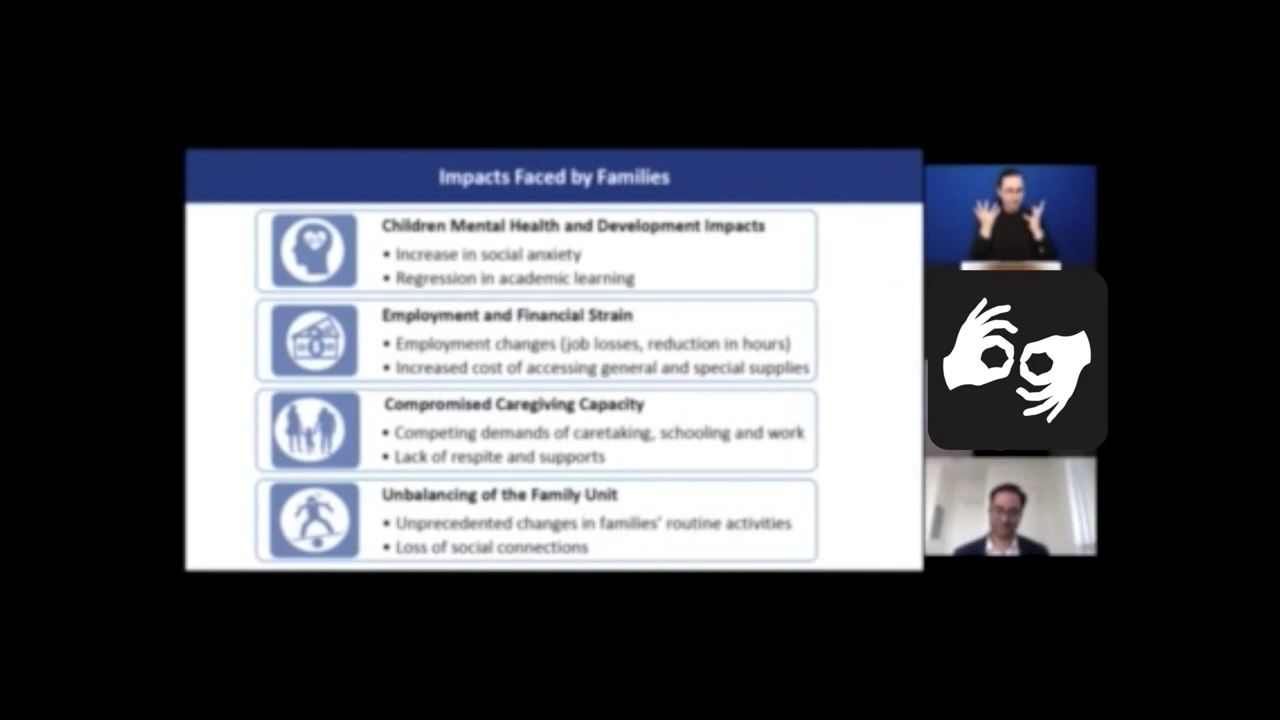 Impacts Faced by Families
Children Mental Health and Development Impacts
• Increase in social anxiety
• Regression in academic learning
Employment and Financial Strain
• Employment changes (job losses, reduction in hours)
• Increased cost of accessing general and special supplies
Compromised Caregiving Capacity
• Competing demands of caretaking, schooling and work
• Lack of respite and supports
Unbalancing of the Family Unit
• Unprecedented changes in families' routine activities
• Loss of social connections